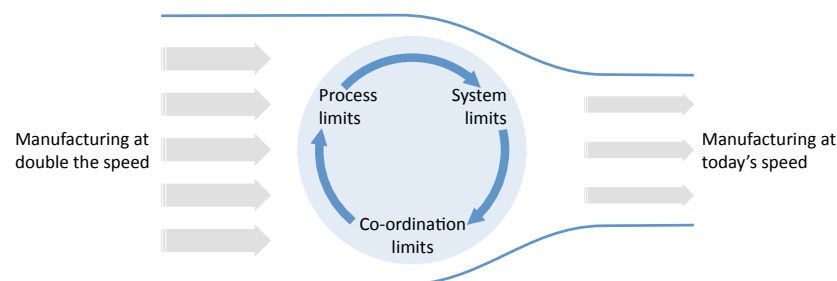 Manufacturing at
double the speed
Process
limits
System
limits
Co-ordination
limits
Manufacturing at
today's speed